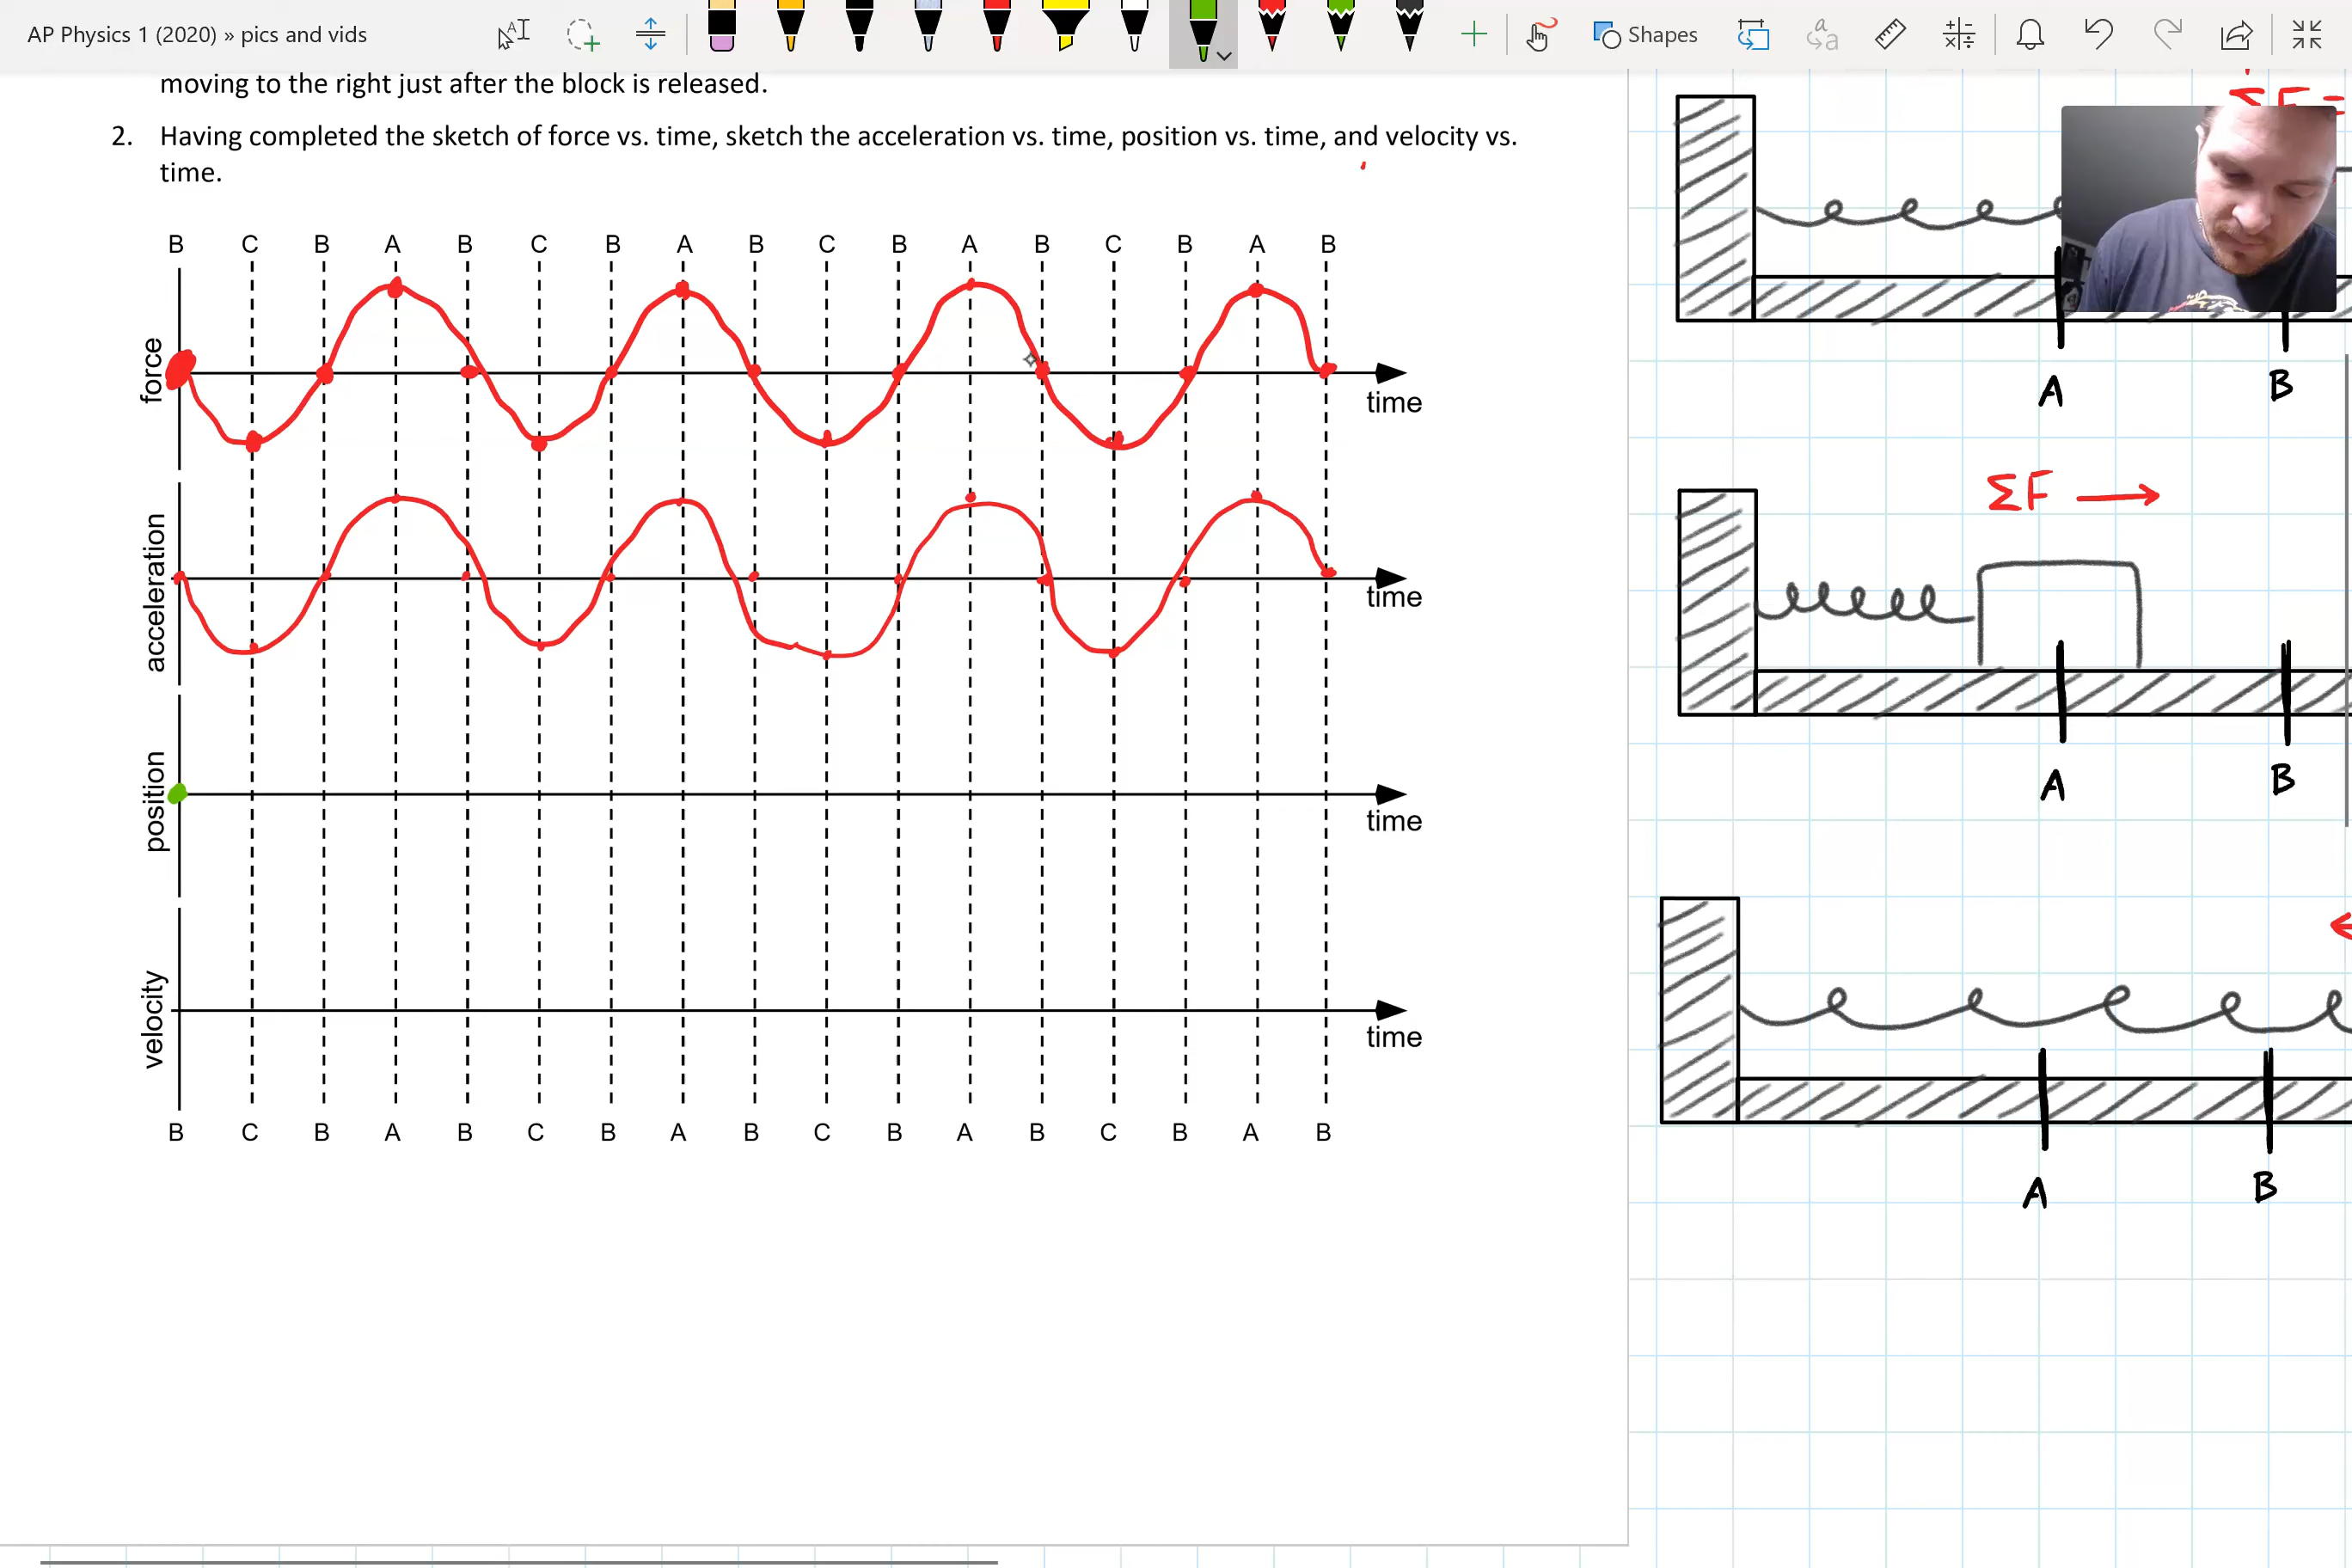 AP Physics 1 (2020) » pics and vids
Shapes
moving to the right just after the block is released.
2. Having completed the sketch of force vs. time, sketch the acceleration vs. time, position vs. time, and velocity vs.
time.
B C B A B C B A B C B A B C B A B
force
time
acceleration
time
position
time
velocity
time
B C B A B C B A B C B A B C B A B
ΣF =
A B
ΣF →
A B
A B